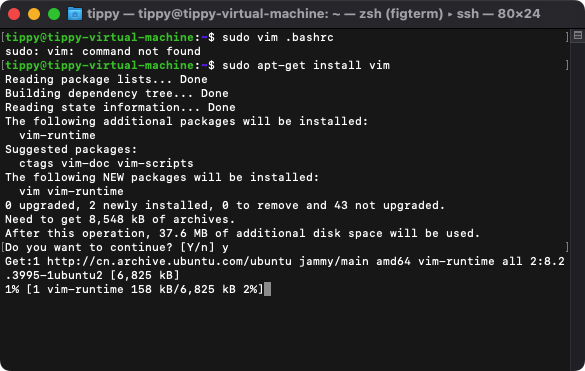 tippy — tippy@tippy-virtual-machine: ~ — zsh (figterm) ▸ ssh — 80×24
[tippy@tippy-virtual-machine:~$ sudo vim .bashrc ]
sudo: vim: command not found
[tippy@tippy-virtual-machine:~$ sudo apt-get install vim ]
Reading package lists... Done
Building dependency tree... Done
Reading state information... Done
The following additional packages will be installed:
  vim-runtime
Suggested packages:
  ctags vim-doc vim-scripts
The following NEW packages will be installed:
  vim vim-runtime
0 upgraded, 2 newly installed, 0 to remove and 43 not upgraded.
Need to get 8,548 kB of archives.
After this operation, 37.6 MB of additional disk space will be used.
[Do you want to continue? [Y/n] y ]
Get:1 http://cn.archive.ubuntu.com/ubuntu jammy/main amd64 vim-runtime all 2:8.2
.3995-1ubuntu2 [6,825 kB]
1% [1 vim-runtime 158 kB/6,825 kB 2%]